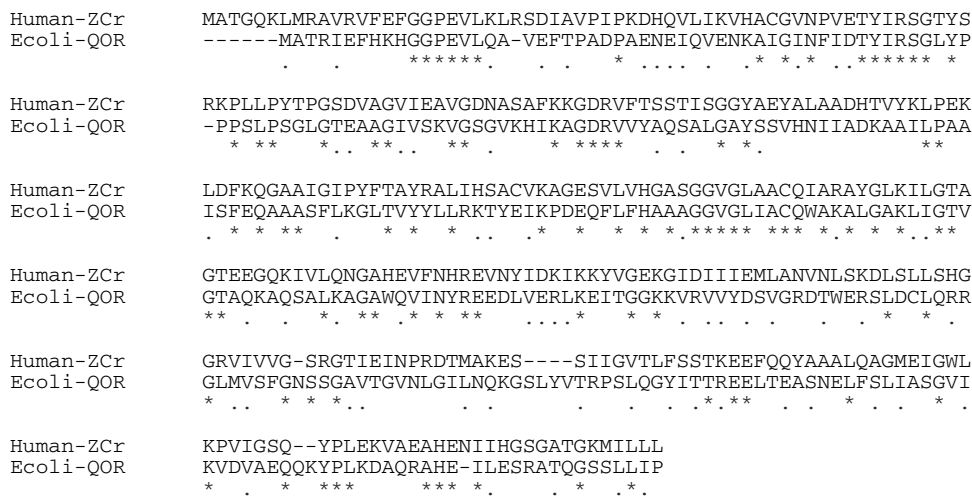 Human-ZCr MATGQKLMRAVRVFEFGGPEVLKLRSDIAVPIPKDHQVLIKVHACGVNPVETYIRSGTYS
Ecoli-QOR ------MATRIEFHKHGGPEVLQA-VEFTPADPAENEIQVENKAIGINFIDTYIRSGLYP
. . ******. . . * .... . . * *.* ..****** *
Human-ZCr RKPLLPYTPGSDVAGVIEAVGDNASAFKKGDRVFTSSTISGGYAEYALAADHTVYKLPEK
Ecoli-QOR -PPSLPSGLGTEAAGIVSKVGSGVKHIKAGDRVVYAQSALGAYSSVHNIIADKAAILPAA
* ** *.. **.. ** . * **** . . * *. **
Human-ZCr LDFKQGAAIGIPYFTAYRALIHSACVKAGESVLVHGASGGVGLAACQIARAYGLKILGTA
Ecoli-QOR ISFEQAAASFLKGLTVYYLLRKTYEIKPDEQFLFHAAAGGVGLIACQWAKALGAKLIGTV
. * * ** . * * * .. .* * * * *.***** *** *.* * *..**
Human-ZCr GTEEGQKIVLQNGAHEVFNHREVNYIDKIKKYVGEKGIDIIIEMLANVNLSKDLSLLSHG
Ecoli-QOR GTAQKAQSALKAGAWQVINYREEDLVERLKEITGGKKVRVVYDSVGRDTWERSLDCLQRR
** . . *. ** .* * ** ....* * * . .. . . . * * .
Human-ZCr GRVIVVG-SRGTIEINPRDTMAKES----SIIGVTLFSSTKEEFQQYAAALQAGMEIGWL
Ecoli-QOR GLMVSFGNSSGAVTGVNLGILNQKGSLYVTRPSLQGYITTREELTEASNELFSLIASGVI
* .. * * *.. . . . . . .*.** . . * . * .
Human-ZCr KPVIGSQ--YPLEKVAEAHENIIHGSGATGKMILLL
Ecoli-QOR KVDVAEQQKYPLKDAQRAHE-ILESRATQGSSLLIP
* . * *** *** *. . * .*.